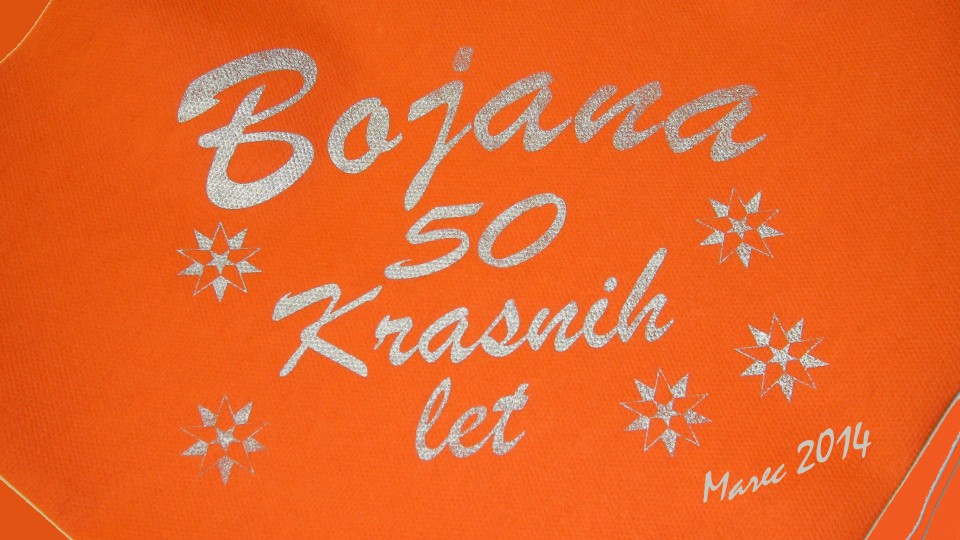 Bojana
50
Krasnih
let
Marec 2014